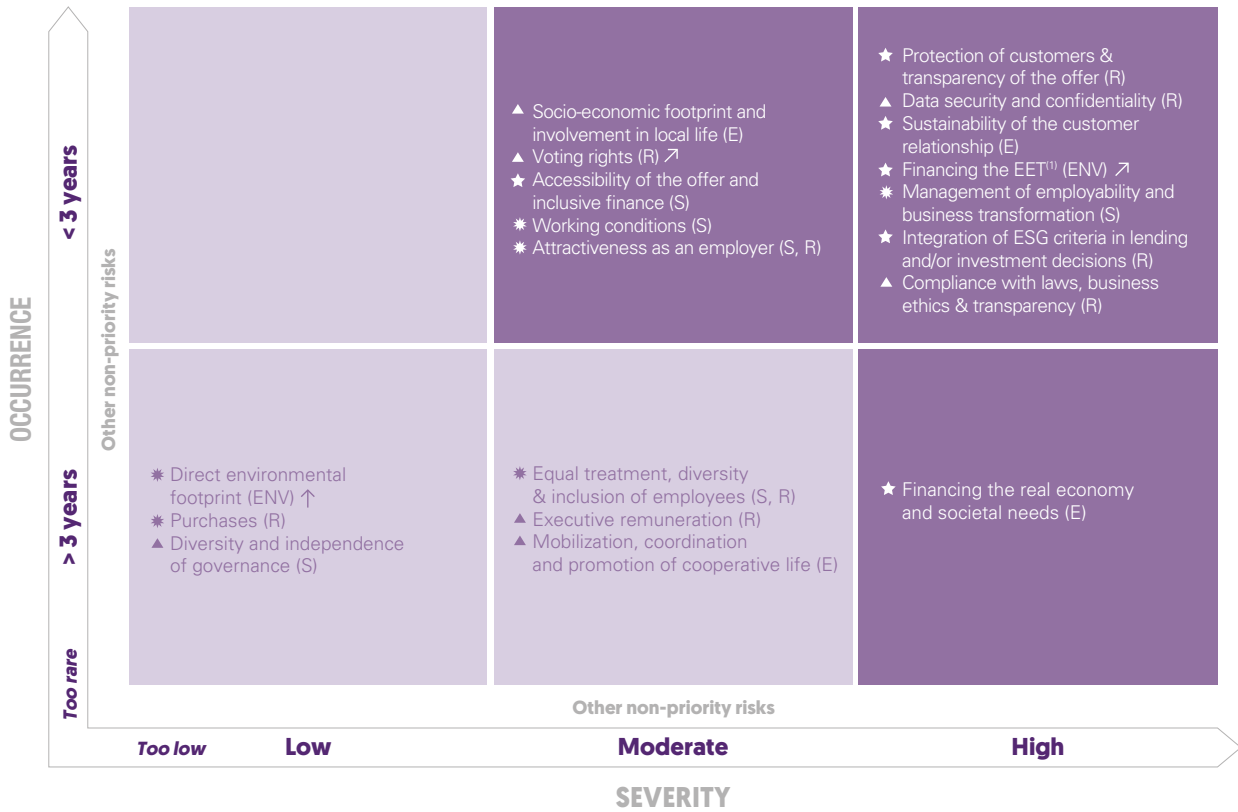 OCCURRENCE
< 3 years
> 3 years
Too rare
Other non-priority risks
▲ Socio-economic footprint and
involvement in local life (E)
▲ Voting rights (R) ↗
★ Accessibility of the offer and
inclusive finance (S)
✷ Working conditions (S)
✷ Attractiveness as an employer (S, R)
★ Protection of customers &
transparency of the offer (R)
▲ Data security and confidentiality (R)
★ Sustainability of the customer
relationship (E)
★ Financing the EET(1) (ENV) ↗
✷ Management of employability and
business transformation (S)
★ Integration of ESG criteria in lending
and/or investment decisions (R)
▲ Compliance with laws, business
ethics & transparency (R)
✷ Direct environmental
footprint (ENV) ↑
✷ Purchases (R)
▲ Diversity and independence
of governance (S)
✷ Equal treatment, diversity
& inclusion of employees (S, R)
▲ Executive remuneration (R)
▲ Mobilization, coordination
and promotion of cooperative life (E)
★ Financing the real economy
and societal needs (E)
Other non-priority risks
Too low
Low
Moderate
High
SEVERITY